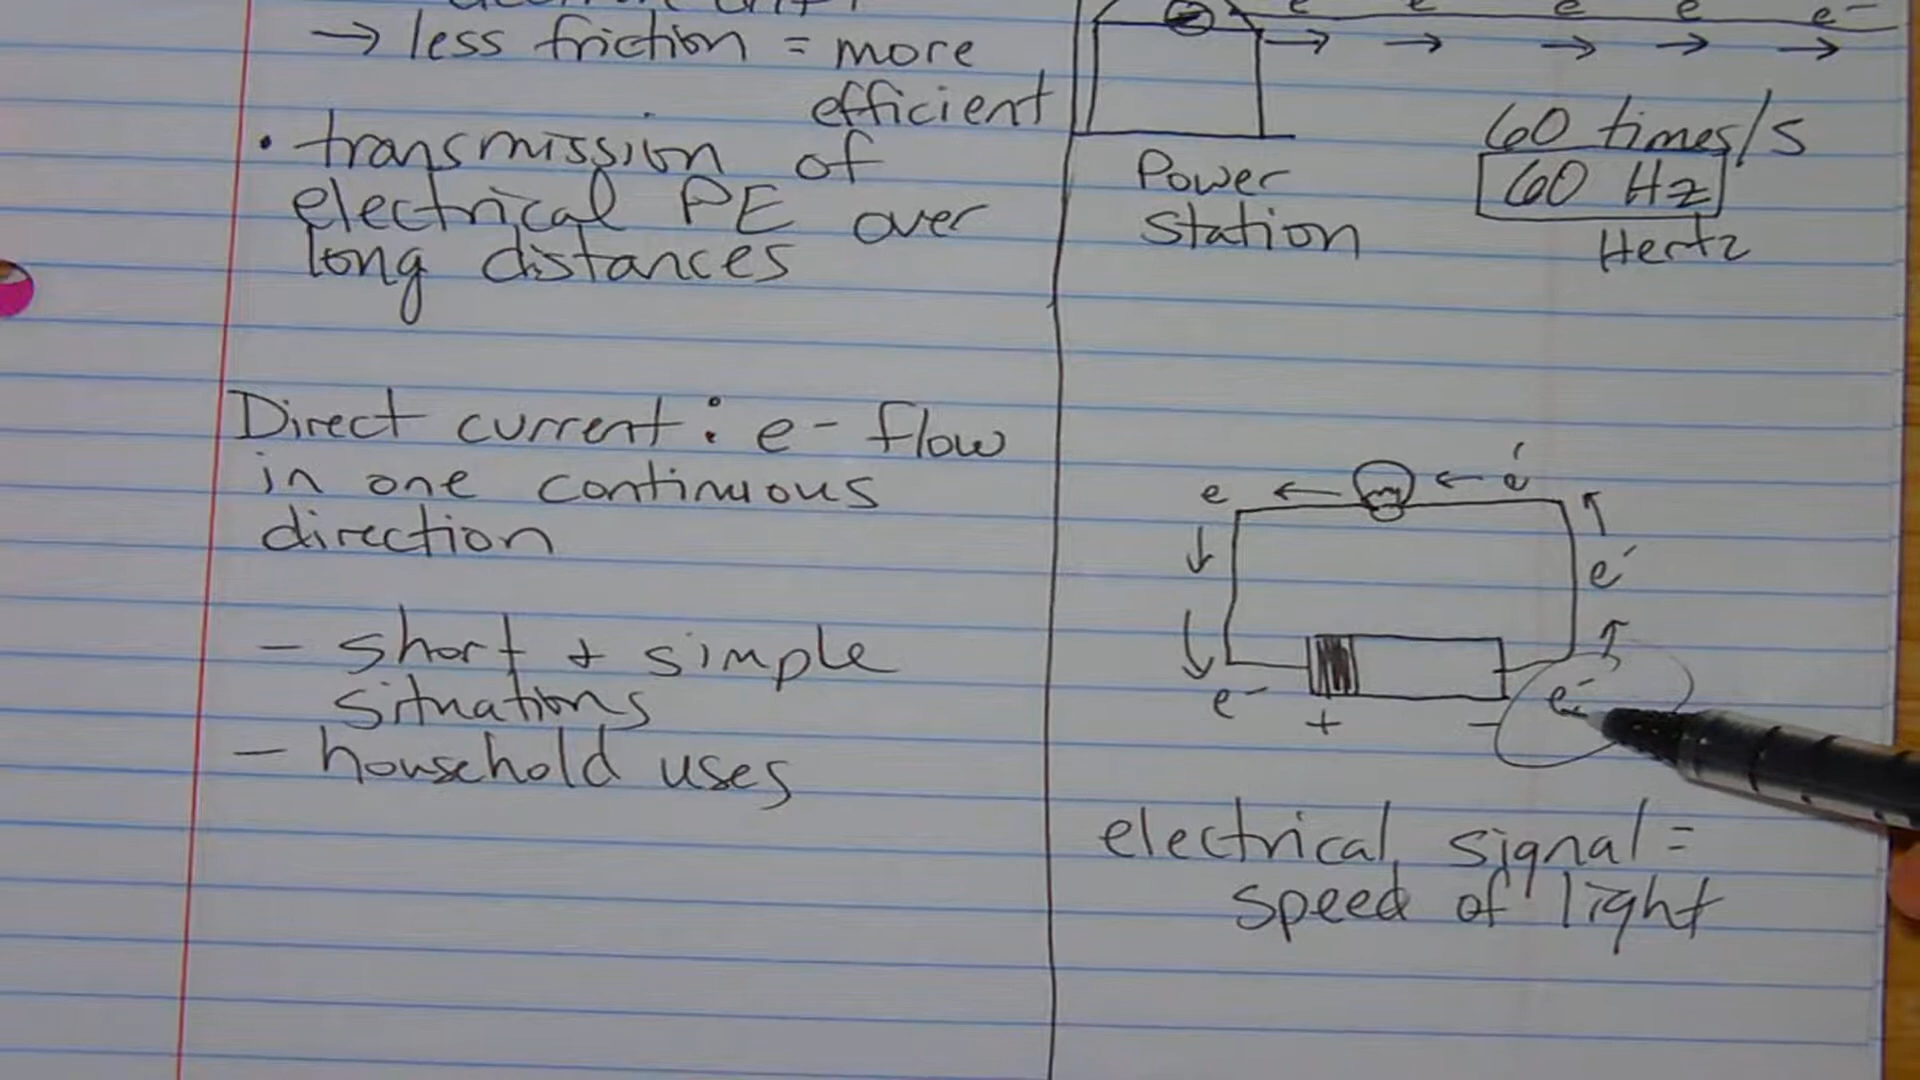 → less friction = more
efficient
• transmission of
electrical PE over
long distances
Direct current : e- flow
in one continuous
direction
- short + simple
situations
- household uses
e e e e e-
→ → → → →
60 times/s
60 Hz
Hertz
Power
Station
e ← ← e-
↓ ↑
e-
↓ ↑
e- + - e-
electrical signal =
speed of light